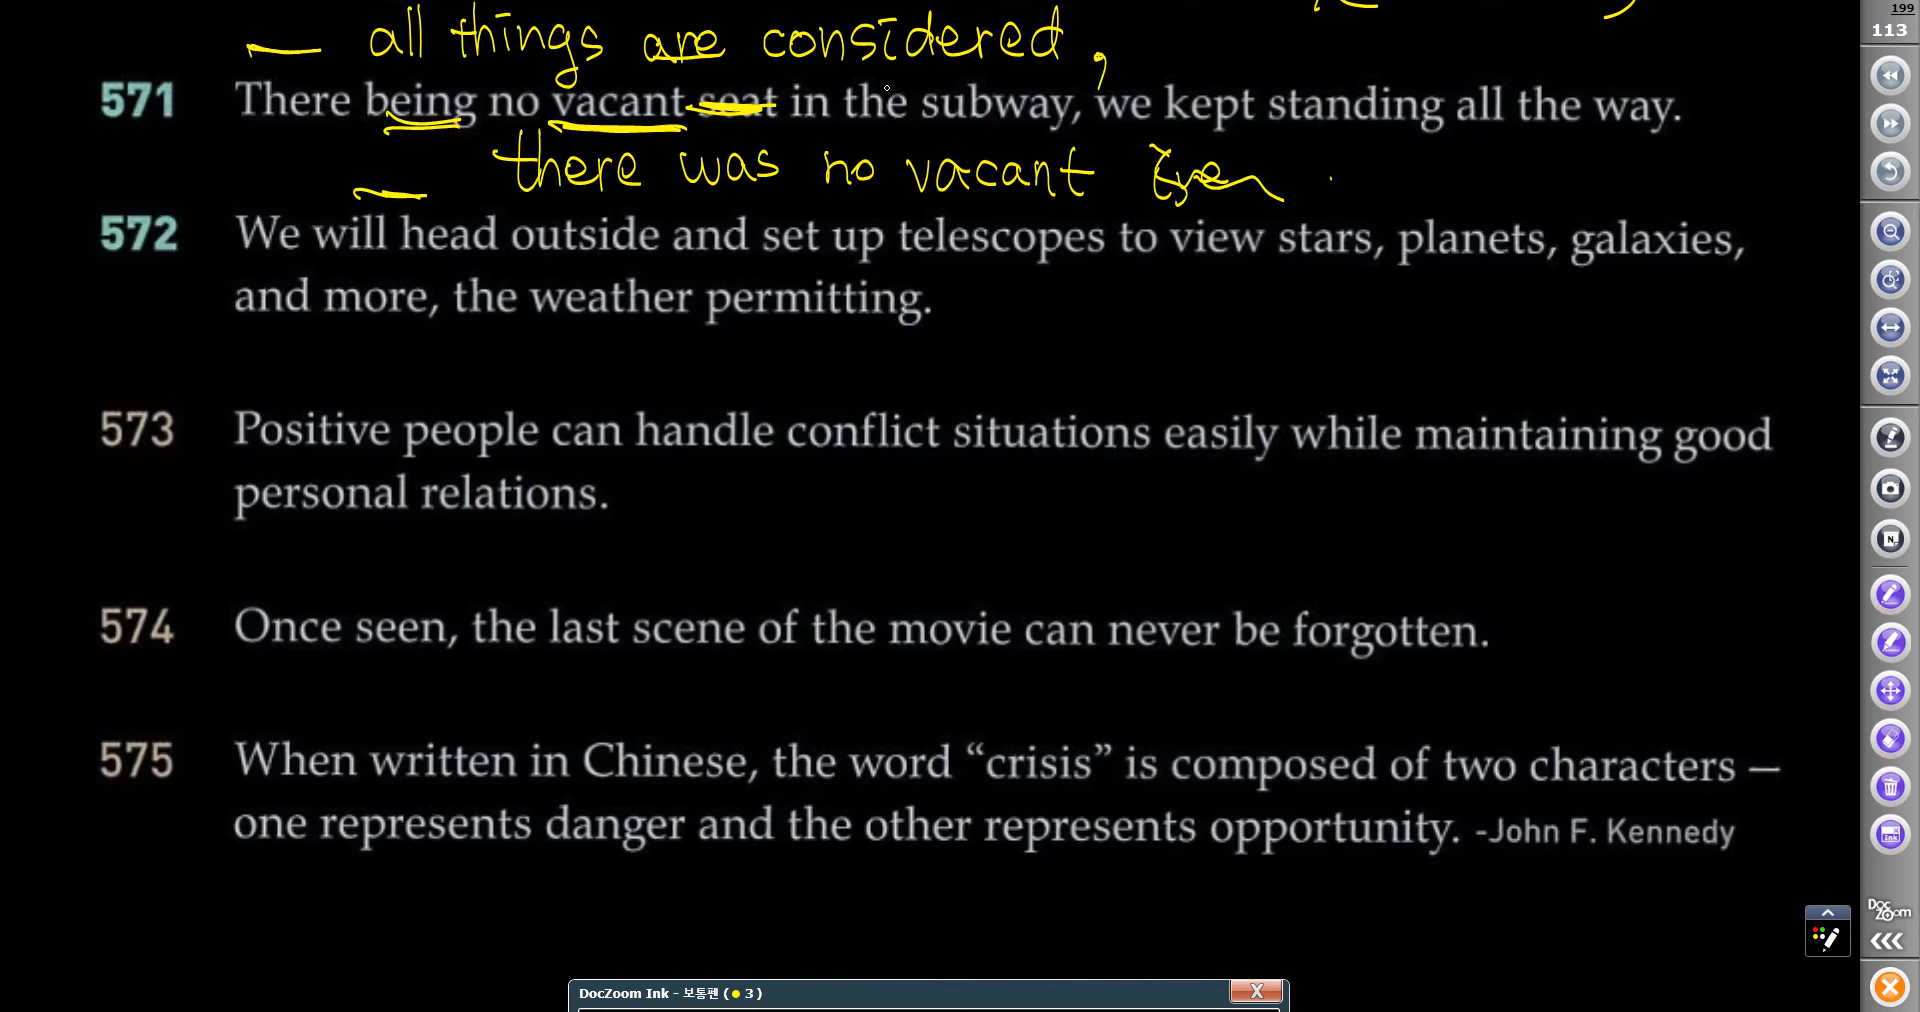 199
113
all things are considered,
571 There being no vacant seat in the subway, we kept standing all the way.
there was no vacant
572 We will head outside and set up telescopes to view stars, planets, galaxies,
and more, the weather permitting.
573 Positive people can handle conflict situations easily while maintaining good
personal relations.
574 Once seen, the last scene of the movie can never be forgotten.
575 When written in Chinese, the word “crisis” is composed of two characters —
one represents danger and the other represents opportunity. -John F. Kennedy
Doc
Zoom
DocZoom Ink - 보통펜 ( 3 )